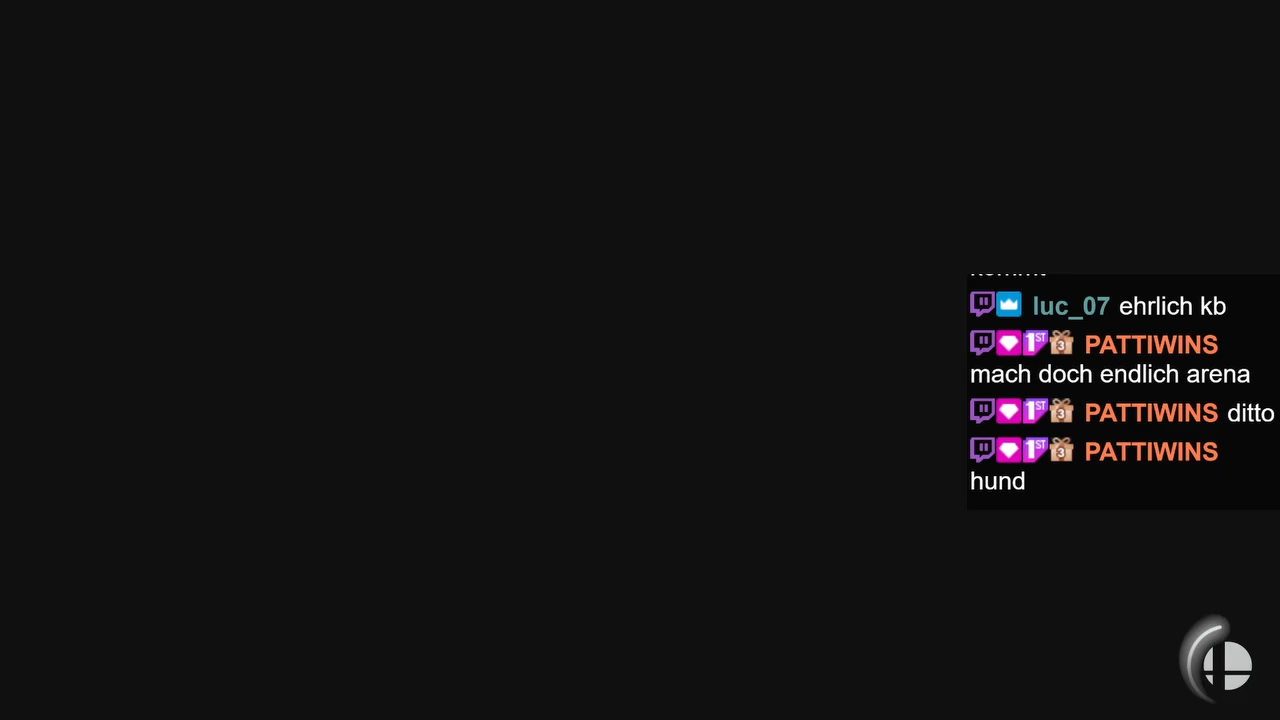 luc_07 ehrlich kb
PATTIWINS
mach doch endlich arena
PATTIWINS ditto
PATTIWINS
hund